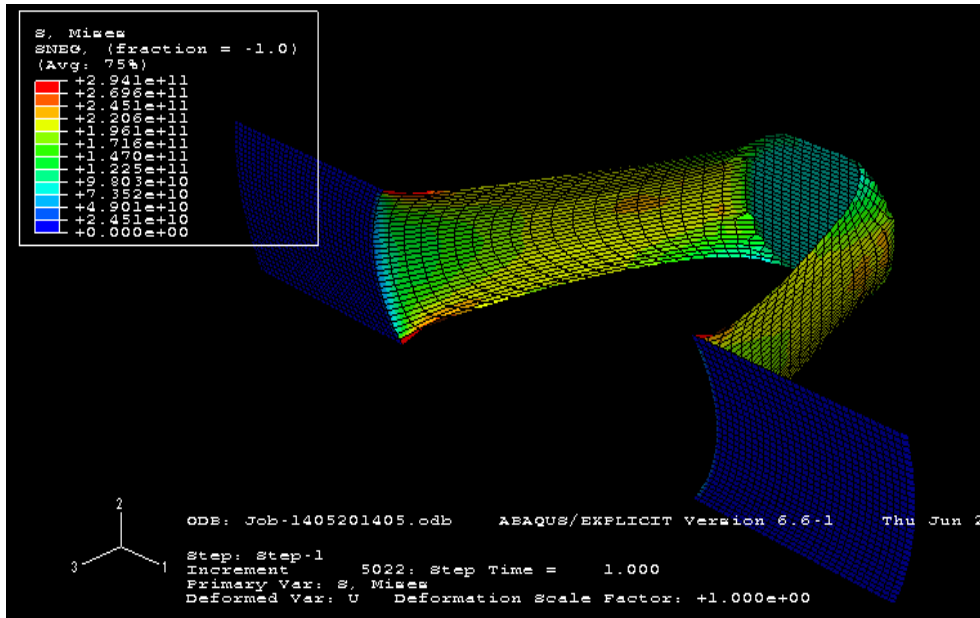 S, Mises
SNEG, (fraction = -1.0)
(Avg: 75%)
+2.941e+11
+2.696e+11
+2.451e+11
+2.206e+11
+1.961e+11
+1.716e+11
+1.470e+11
+1.225e+11
+9.803e+10
+7.352e+10
+4.901e+10
+2.451e+10
+0.000e+00
2
3
1
ODB: Job-1405201405.odb ABAQUS/EXPLICIT Version 6.6-1 Thu Jun 2
Step: Step-1
Increment 5022: Step Time = 1.000
Primary Var: S, Mises
Deformed Var: U Deformation Scale Factor: +1.000e+00